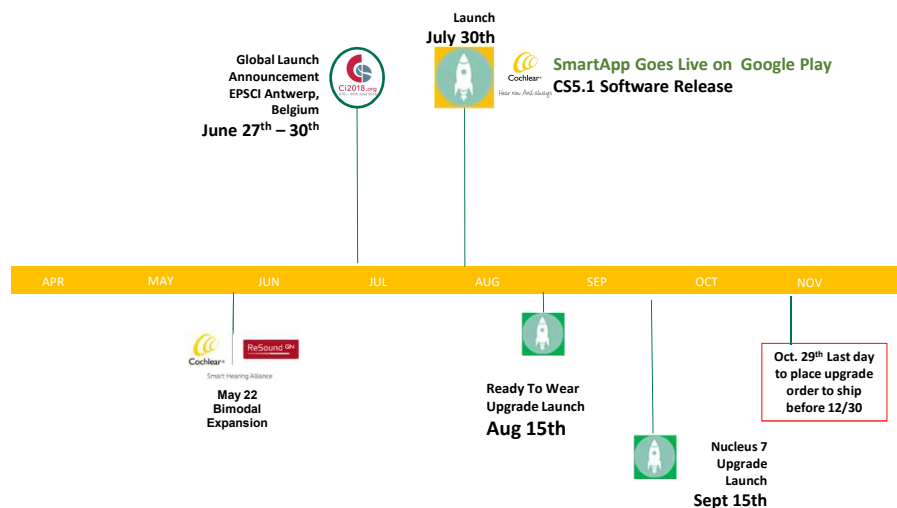 Launch
July 30th
Global Launch
Announcement
EPSCI Antwerp,
Belgium
June 27th – 30th
Ci2018.org
Cochlear
Hear now. And always
SmartApp Goes Live on Google Play
CS5.1 Software Release
APR MAY JUN JUL AUG SEP OCT NOV
Cochlear
ReSound GN
Smart Hearing Alliance
May 22
Bimodal
Expansion
Ready To Wear
Upgrade Launch
Aug 15th
Nucleus 7
Upgrade
Launch
Sept 15th
Oct. 29th Last day
to place upgrade
order to ship
before 12/30